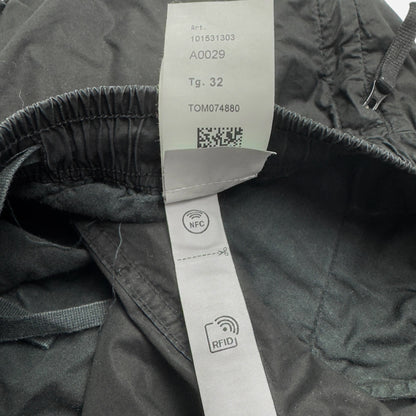 Art.
101531303
A0029
Tg. 32
TOM074880
NFC
RFID